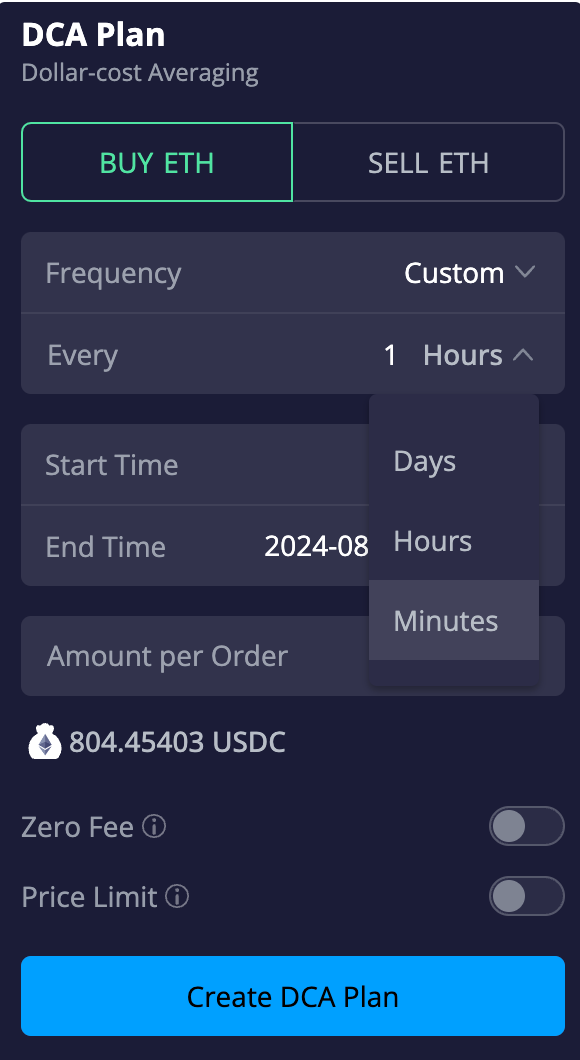 DCA Plan
Dollar-cost Averaging
BUY ETH
SELL ETH
Frequency
Custom
Every
1 Hours
Days
Start Time
Hours
End Time
2024-08
Minutes
Amount per Order
804.45403 USDC
Zero Fee
Price Limit
Create DCA Plan